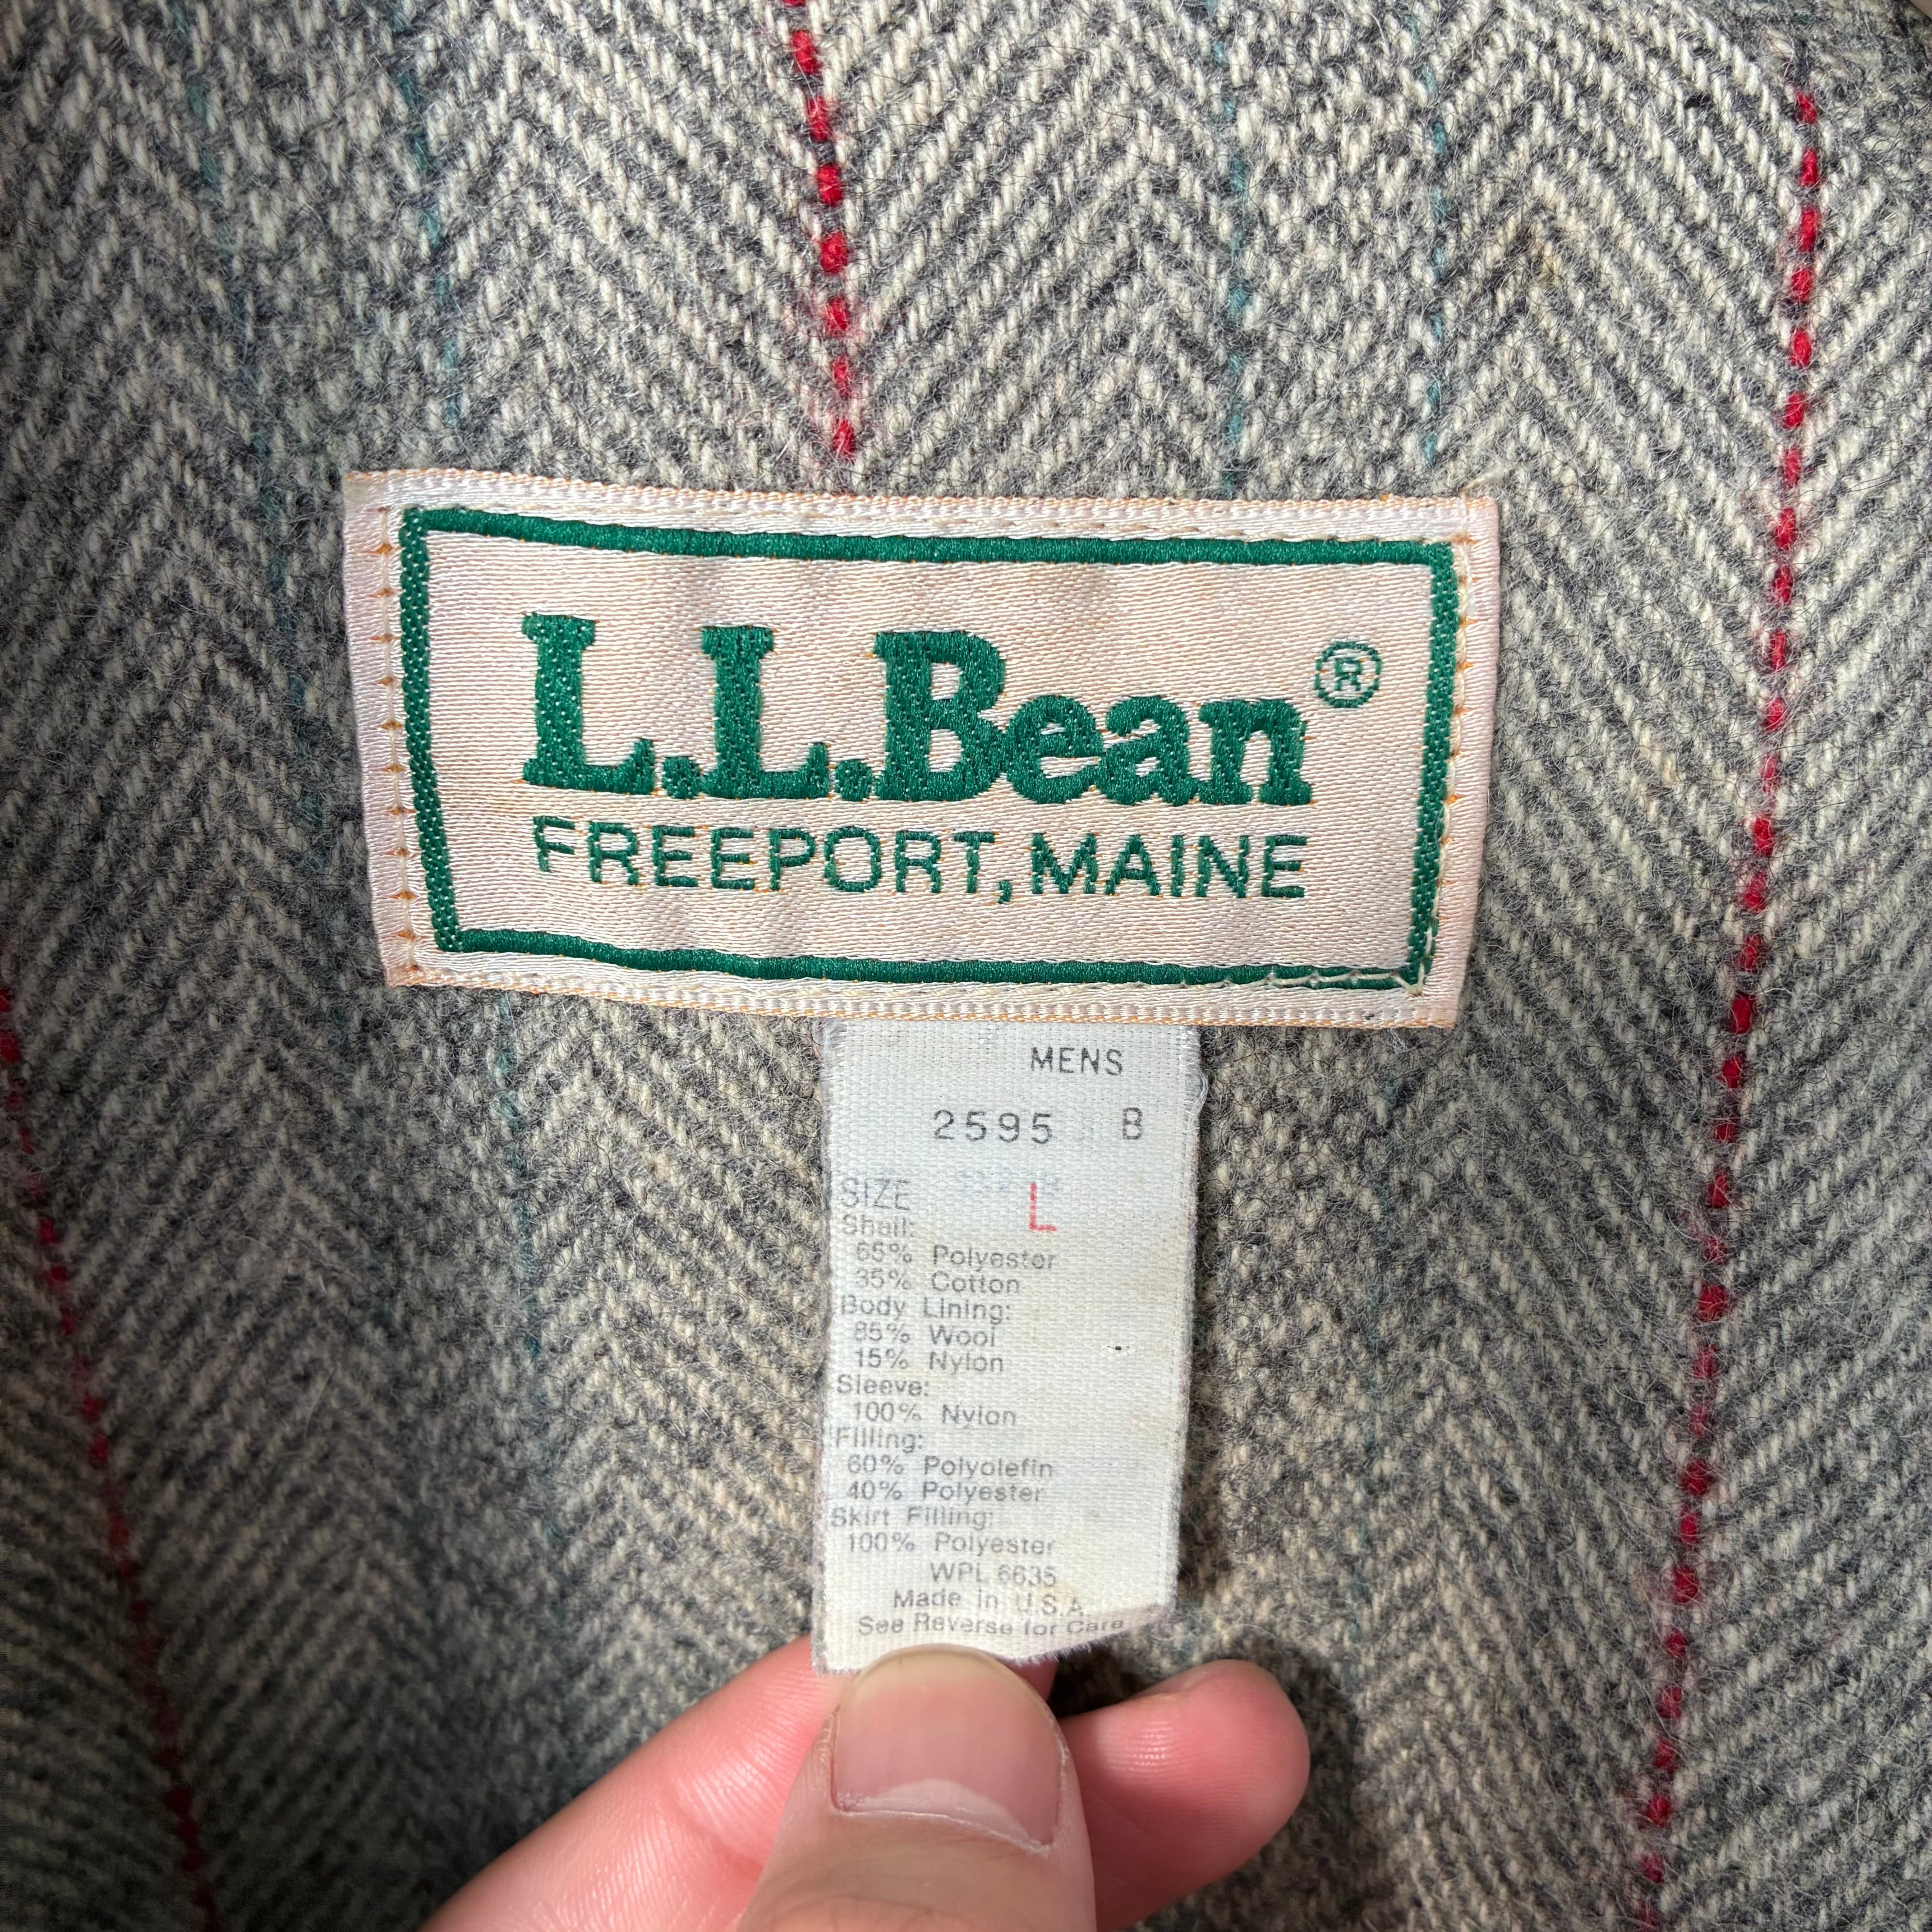 L.L.Bean®
FREEPORT, MAINE
MENS
2595 B
SIZE L
Shell:
65% Polyester
35% Cotton
Body Lining:
85% Wool
15% Nylon
Sleeve:
100% Nylon
Filling:
60% Polyolefin
40% Polyester
Skirt Filling:
100% Polyester
WPL 6635
Made in U.S.A
See Reverse for Care